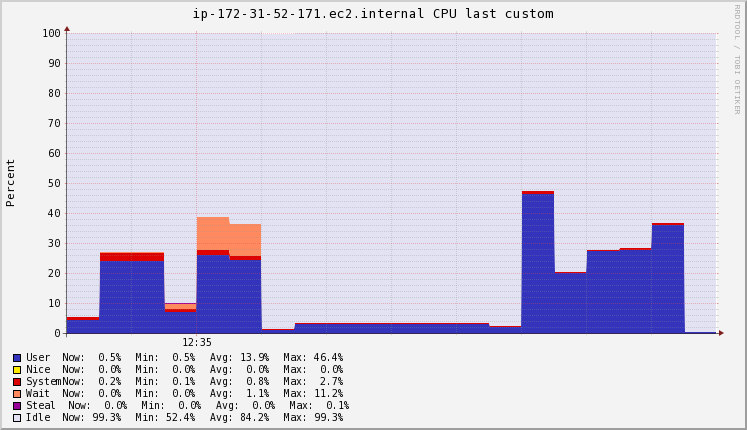 ip-172-31-52-171.ec2.internal CPU last custom
RRDTOOL / TOBI OETIKER
Percent
100
90
80
70
60
50
40
30
20
10
0
12:35
User Now: 0.5% Min: 0.5% Avg: 13.9% Max: 46.4%
Nice Now: 0.0% Min: 0.0% Avg: 0.0% Max: 0.0%
System Now: 0.2% Min: 0.1% Avg: 0.8% Max: 2.7%
Wait Now: 0.0% Min: 0.0% Avg: 1.1% Max: 11.2%
Steal Now: 0.0% Min: 0.0% Avg: 0.0% Max: 0.1%
Idle Now: 99.3% Min: 52.4% Avg: 84.2% Max: 99.3%